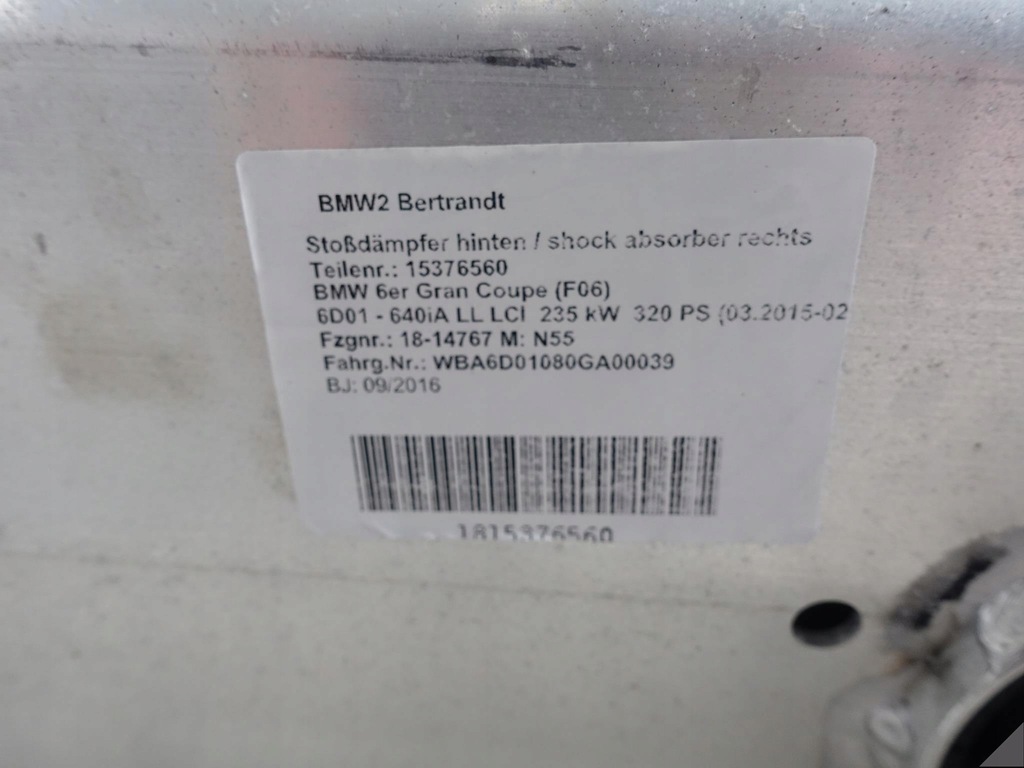 BMW2 Bertrandt
Stoßdämpfer hinten / shock absorber rechts
Teilenr.: 15376560
BMW 6er Gran Coupe (F06)
6D01 - 640iA LL LCI 235 kW 320 PS (03.2015-02
Fzgnr.: 18-14767 M: N55
Fahrg.Nr.: WBA6D01080GA00039
BJ: 09/2016
1815376560